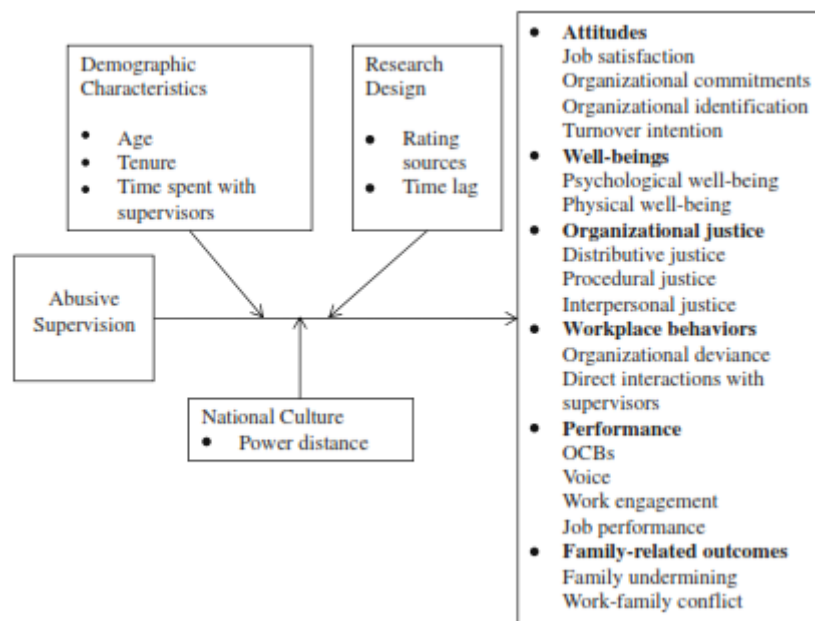 Demographic
Characteristics
● Age
● Tenure
● Time spent with
supervisors
Research
Design
● Rating
sources
● Time lag
Abusive
Supervision
National Culture
● Power distance
● Attitudes
Job satisfaction
Organizational commitments
Organizational identification
Turnover intention
● Well-beings
Psychological well-being
Physical well-being
● Organizational justice
Distributive justice
Procedural justice
Interpersonal justice
● Workplace behaviors
Organizational deviance
Direct interactions with
supervisors
● Performance
OCBs
Voice
Work engagement
Job performance
● Family-related outcomes
Family undermining
Work-family conflict